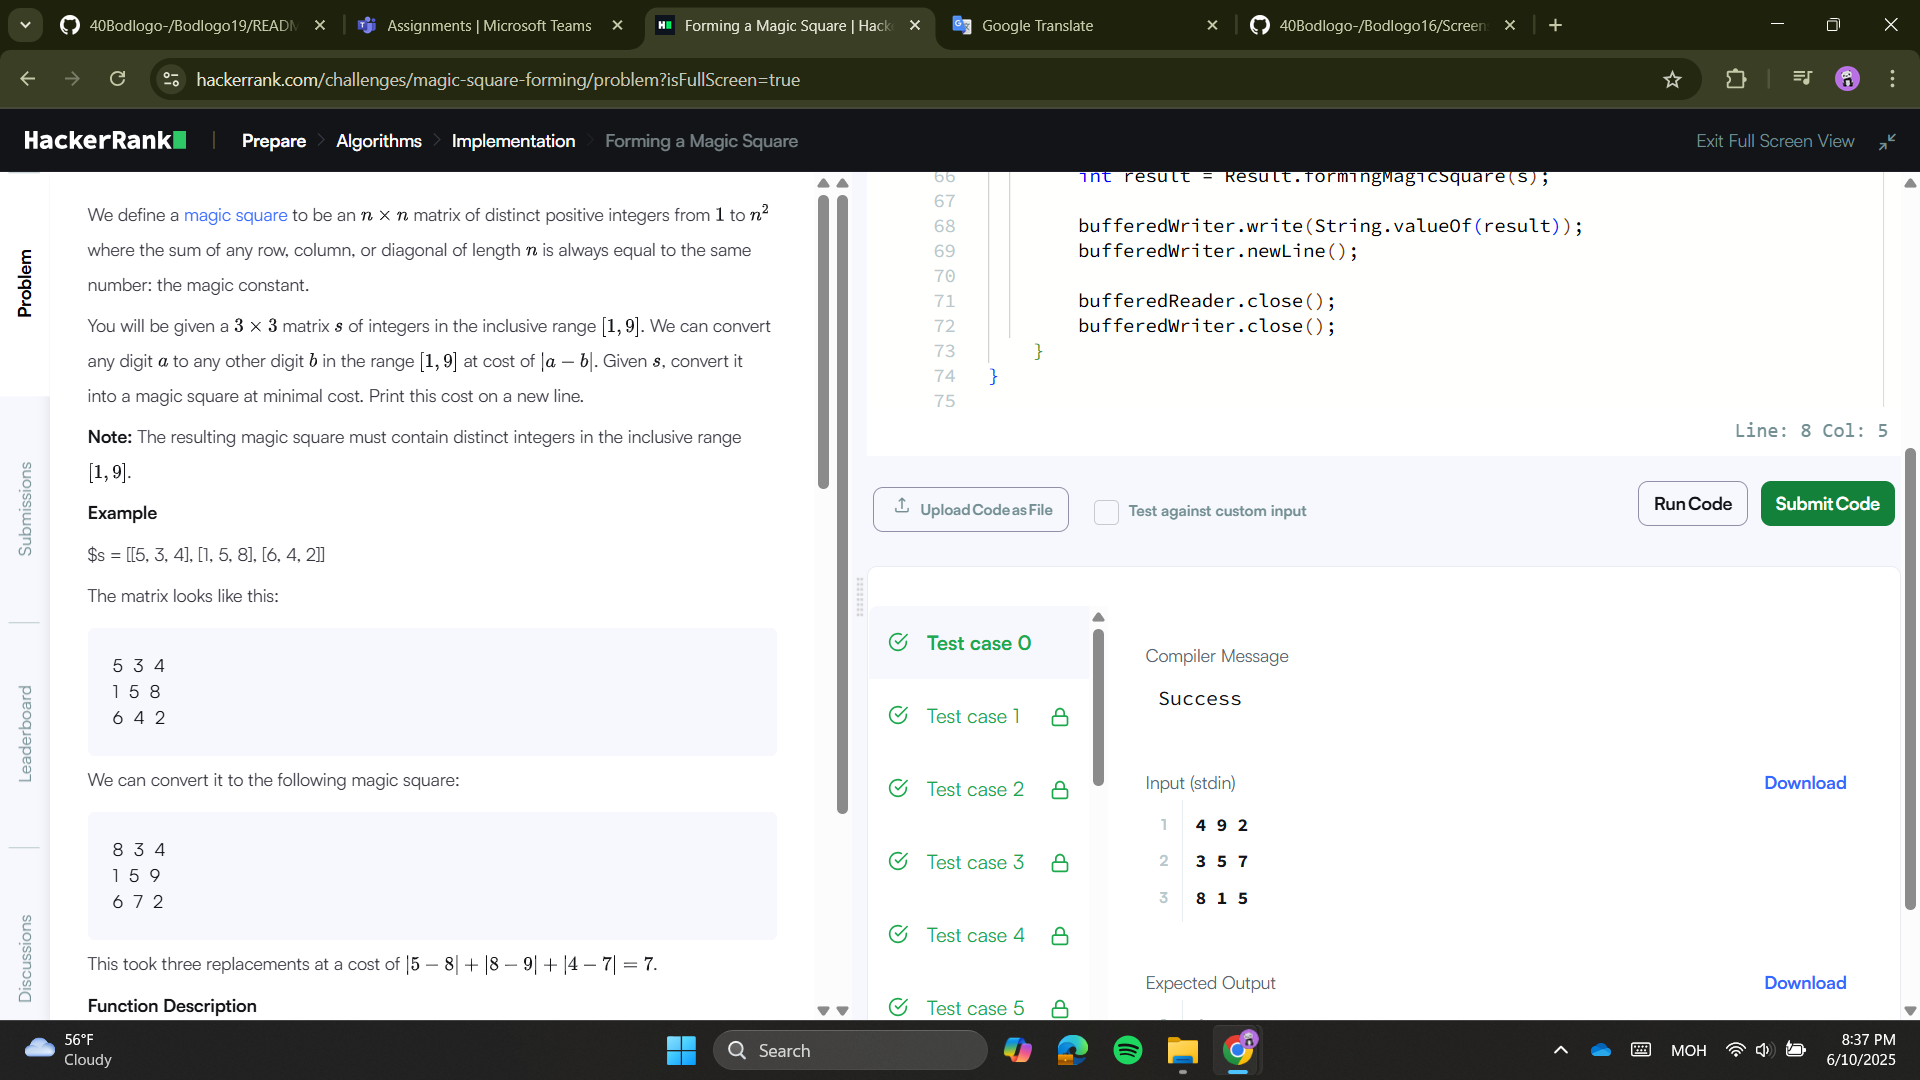 40Bodlogo-/Bodlogo19/READM
Assignments | Microsoft Teams
Forming a Magic Square | Hack
Google Translate
40Bodlogo-/Bodlogo16/Screen
hackerrank.com/challenges/magic-square-forming/problem?isFullScreen=true
HackerRank
Prepare
Algorithms
Implementation
Forming a Magic Square
Exit Full Screen View
Problem
Submissions
Leaderboard
Discussions
We define a magic square to be an n × n matrix of distinct positive integers from 1 to n²
where the sum of any row, column, or diagonal of length n is always equal to the same
number: the magic constant.
You will be given a 3 × 3 matrix s of integers in the inclusive range [1, 9]. We can convert
any digit a to any other digit b in the range [1, 9] at cost of |a − b|. Given s, convert it
into a magic square at minimal cost. Print this cost on a new line.
Note: The resulting magic square must contain distinct integers in the inclusive range
[1, 9].
Example
$s = [[5, 3, 4], [1, 5, 8], [6, 4, 2]]
The matrix looks like this:
5 3 4
1 5 8
6 4 2
We can convert it to the following magic square:
8 3 4
1 5 9
6 7 2
This took three replacements at a cost of |5 − 8| + |8 − 9| + |4 − 7| = 7.
Function Description
66 int result = Result.formingMagicSquare(s);
67
68 bufferedWriter.write(String.valueOf(result));
69 bufferedWriter.newLine();
70
71 bufferedReader.close();
72 bufferedWriter.close();
73 }
74 }
75
Line: 8 Col: 5
Upload Code as File
Test against custom input
Run Code
Submit Code
Test case 0
Test case 1
Test case 2
Test case 3
Test case 4
Test case 5
Compiler Message
Success
Input (stdin)
Download
1 4 9 2
2 3 5 7
3 8 1 5
Expected Output
Download
56°F
Cloudy
Search
MOH
8:37 PM
6/10/2025